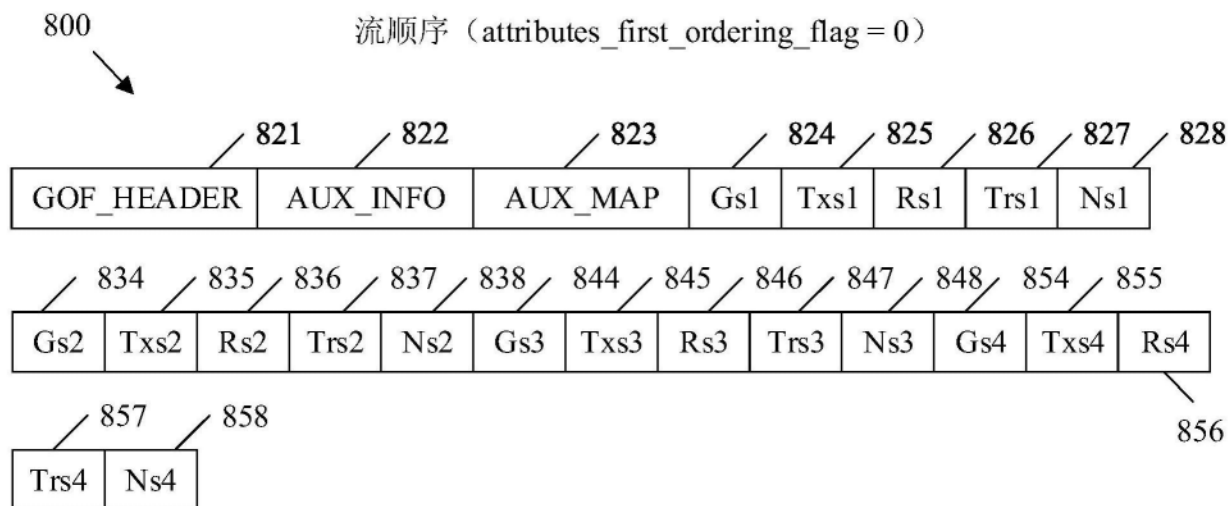 800 流顺序（attributes_first_ordering_flag = 0）
821 822 823 824 825 826 827 828
GOF_HEADER AUX_INFO AUX_MAP Gs1 Txs1 Rs1 Trs1 Ns1
834 835 836 837 838 844 845 846 847 848 854 855
Gs2 Txs2 Rs2 Trs2 Ns2 Gs3 Txs3 Rs3 Trs3 Ns3 Gs4 Txs4 Rs4
857 858 856
Trs4 Ns4